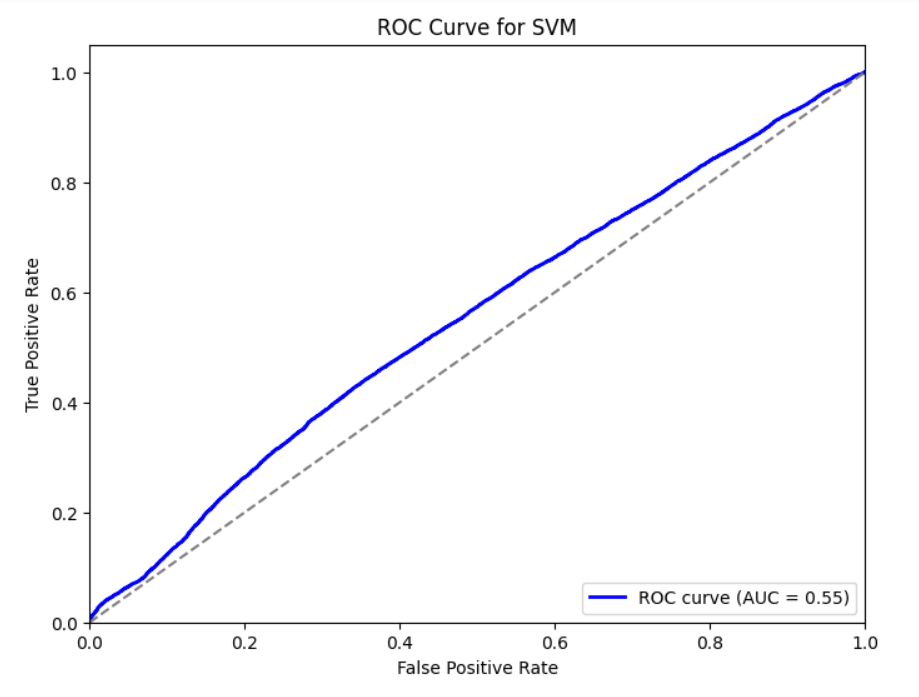 ROC Curve for SVM
1.0
0.8
0.6
0.4
0.2
0.0
True Positive Rate
ROC curve (AUC = 0.55)
0.0 0.2 0.4 0.6 0.8 1.0
False Positive Rate